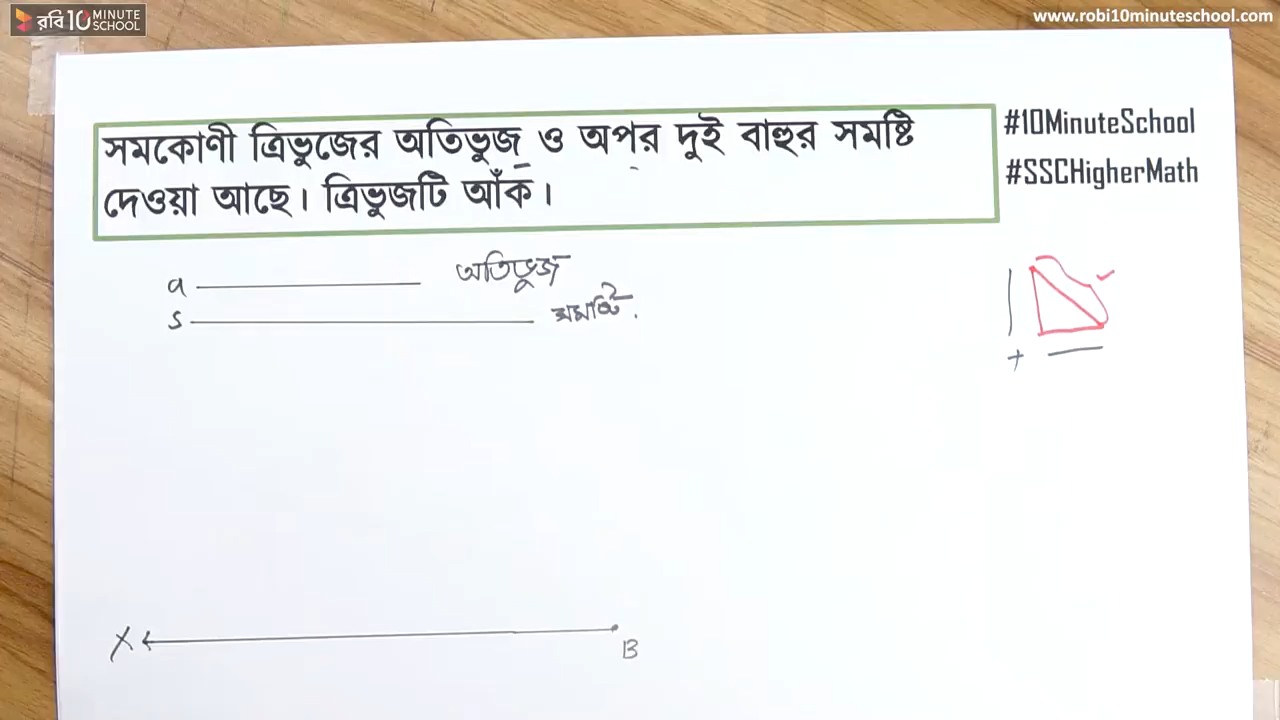 রবি 10 MINUTE SCHOOL
www.robi10minuteschool.com
সমকোণী ত্রিভুজের অতিভুজ ও অপর দুই বাহুর সমষ্টি
দেওয়া আছে। ত্রিভুজটি আঁক।
#10MinuteSchool
#SSCHigherMath
a অতিভুজ
s সমষ্টি.
+
X B